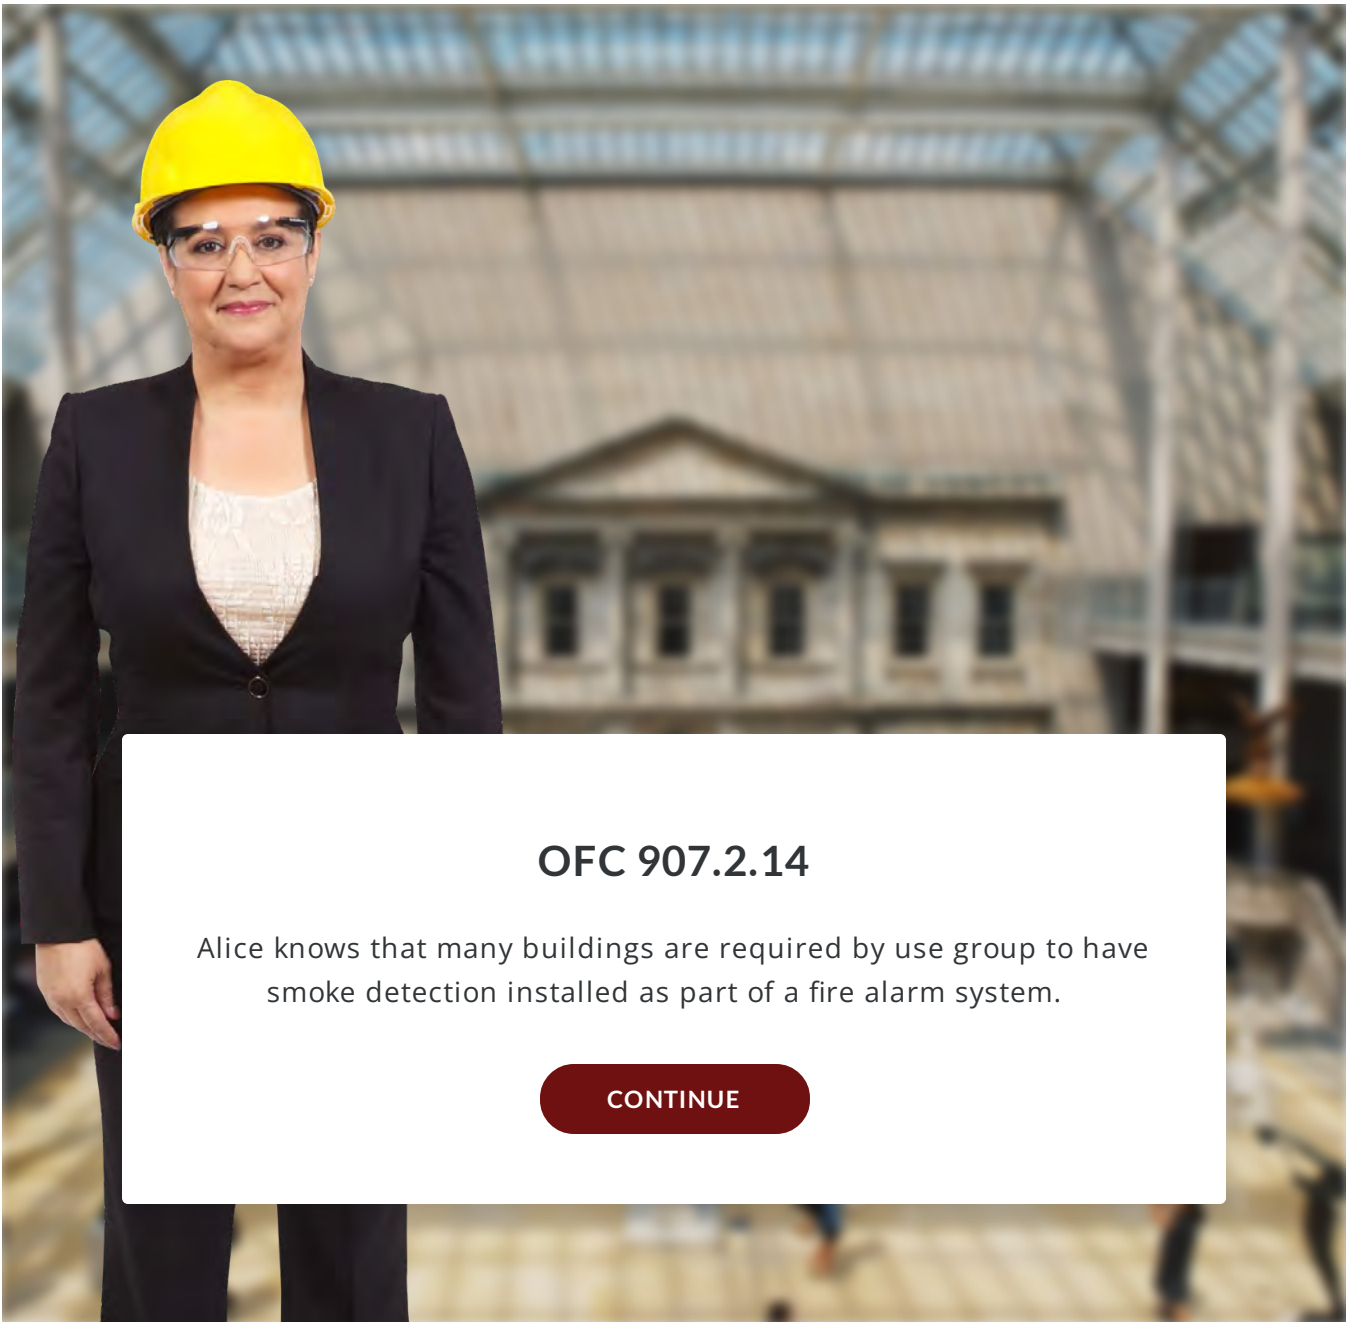 OFC 907.2.14
Alice knows that many buildings are required by use group to have
smoke detection installed as part of a fire alarm system.
CONTINUE